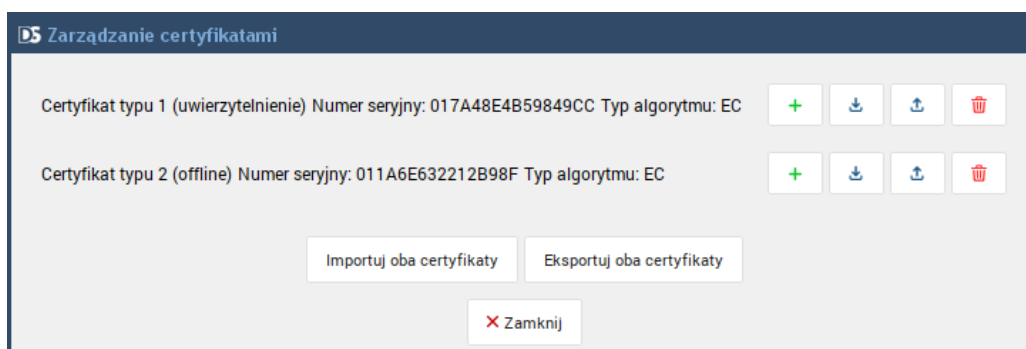 DS Zarządzanie certyfikatami
Certyfikat typu 1 (uwierzytelnienie) Numer seryjny: 017A48E4B59849CC Typ algorytmu: EC
Certyfikat typu 2 (offline) Numer seryjny: 011A6E632212B98F Typ algorytmu: EC
Importuj oba certyfikaty Eksportuj oba certyfikaty
Zamknij